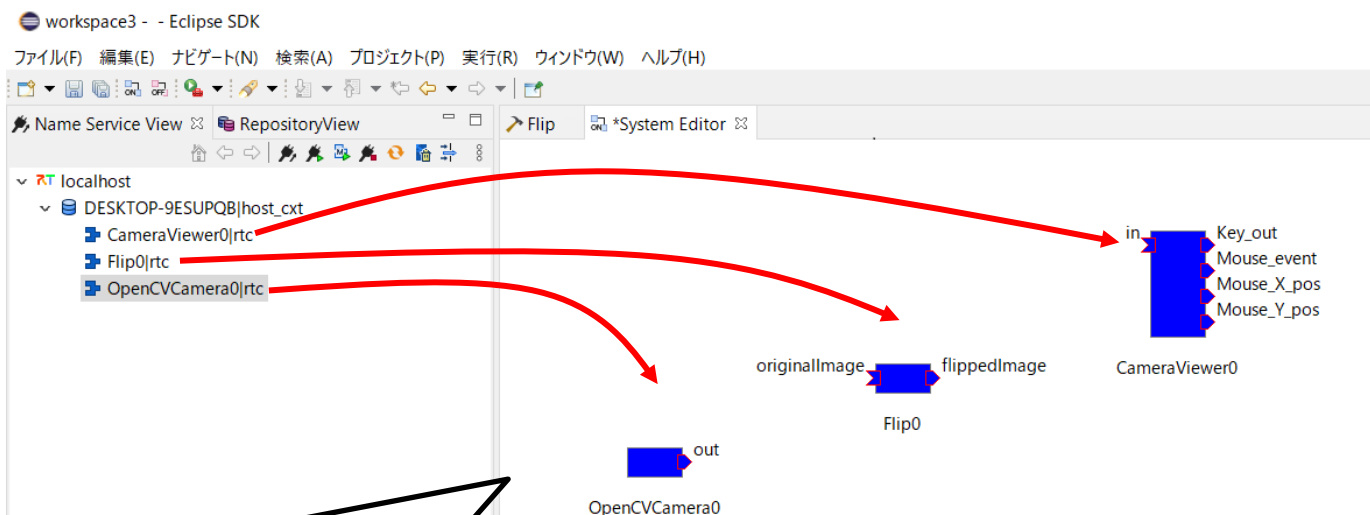 workspace3 - - Eclipse SDK
ファイル(F) 編集(E) ナビゲート(N) 検索(A) プロジェクト(P) 実行(R) ウィンドウ(W) ヘルプ(H)
Name Service View RepositoryView
Flip *System Editor
RT localhost
DESKTOP-9ESUPQB|host_cxt
CameraViewer0|rtc
Flip0|rtc
OpenCVCamera0|rtc
in Key_out
Mouse_event
Mouse_X_pos
Mouse_Y_pos
CameraViewer0
originalImage flippedImage
Flip0
out
OpenCVCamera0